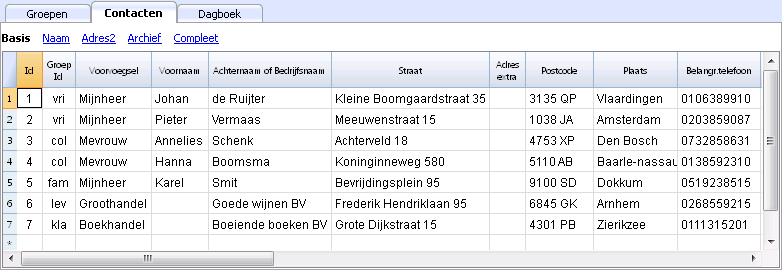 Groepen Contacten Dagboek
Basis Naam Adres2 Archief Compleet
Id Groep Id Voorvoegsel Voornaam Achternaam of Bedrijfsnaam Straat Adres extra Postcode Plaats Belangr.telefoon
1 1 vri Mijnheer Johan de Ruijter Kleine Boomgaardstraat 35 3135 QP Vlaardingen 0106389910
2 2 vri Mijnheer Pieter Vermaas Meeuwenstraat 15 1038 JA Amsterdam 0203859087
3 3 col Mevrouw Annelies Schenk Achterveld 18 4753 XP Den Bosch 0732858631
4 4 col Mevrouw Hanna Boomsma Koninginneweg 580 5110 AB Baarle-nassau 0138592310
5 5 fam Mijnheer Karel Smit Bevrijdingsplein 95 9100 SD Dokkum 0519238515
6 6 lev Groothandel Goede wijnen BV Frederik Hendriklaan 95 6845 GK Arnhem 0268559215
7 7 kla Boekhandel Boeiende boeken BV Grote Dijkstraat 15 4301 PB Zierikzee 0111315201
*